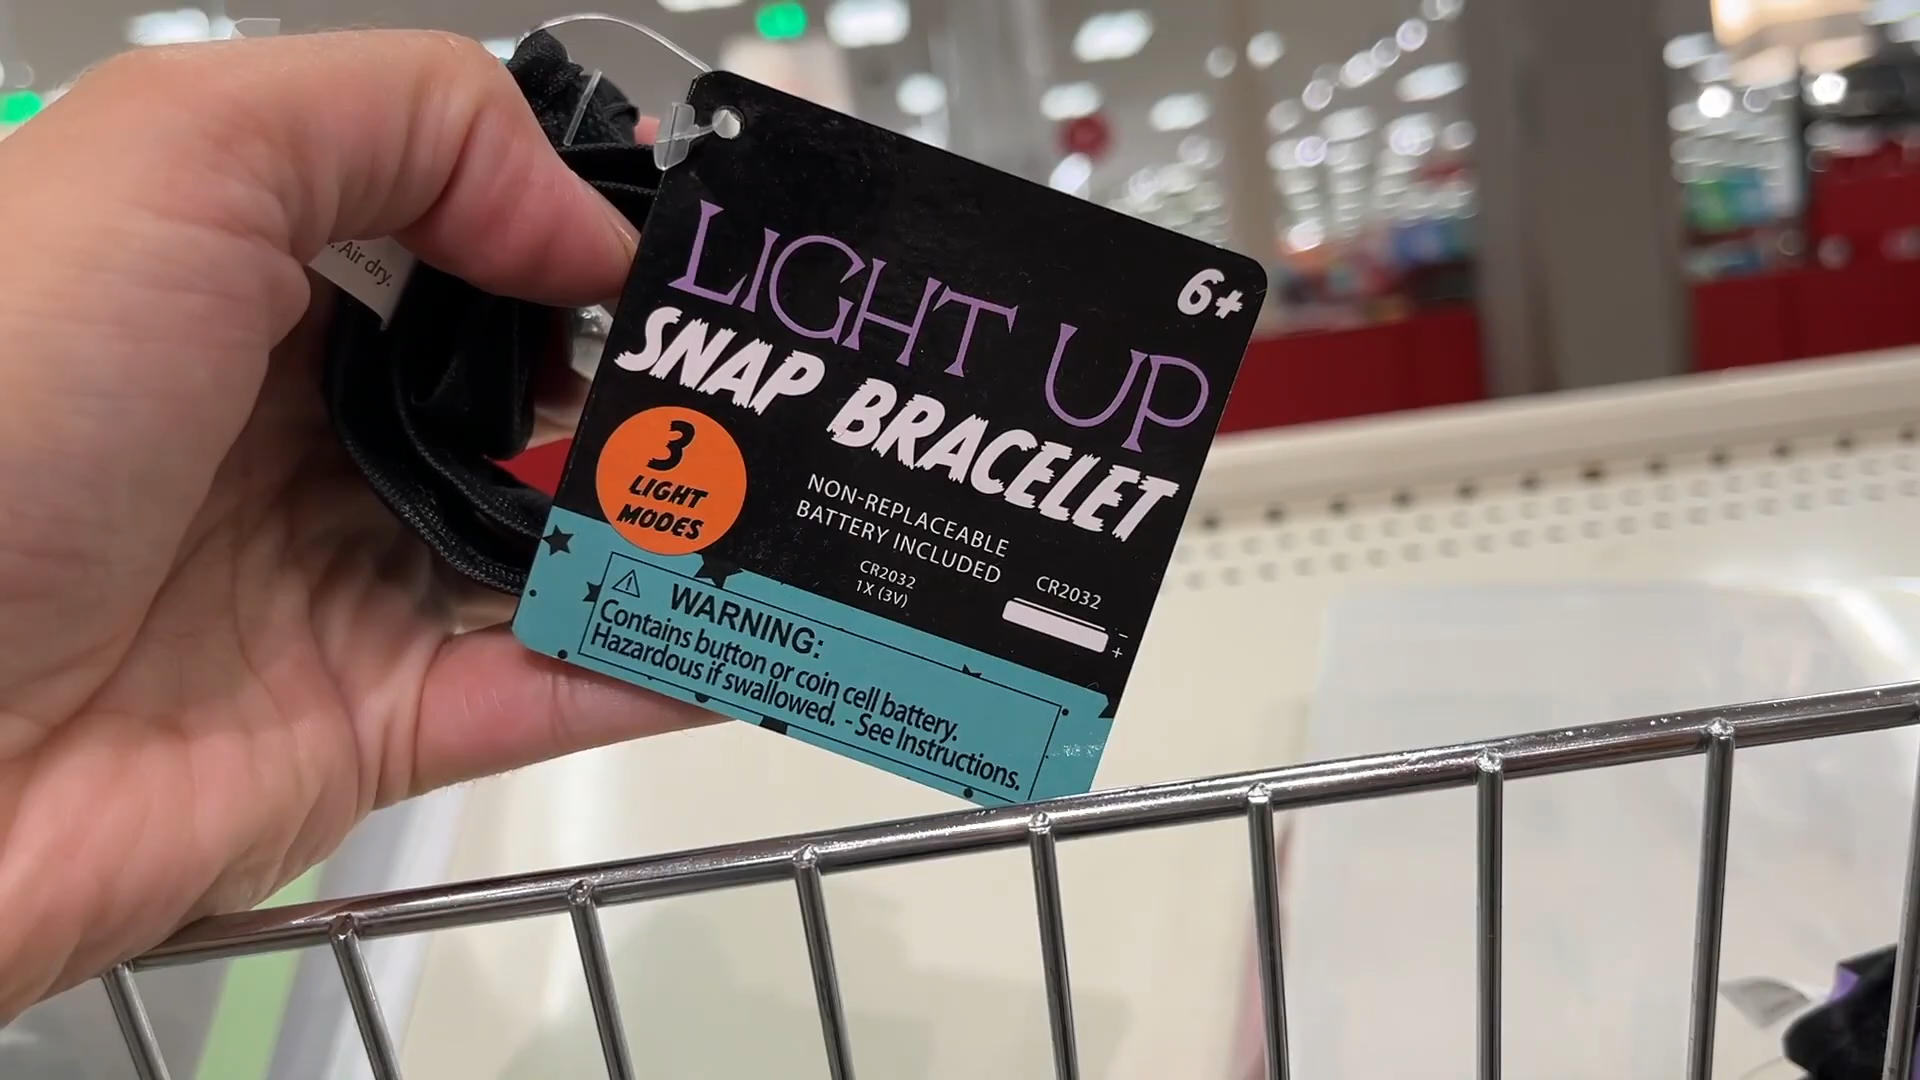 Air dry.
LIGHT UP
6+
SNAP BRACELET
3
LIGHT
MODES
NON-REPLACEABLE
BATTERY INCLUDED
CR2032
1X (3V)
CR2032
-
+
WARNING:
Contains button or coin cell battery.
Hazardous if swallowed. - See Instructions.